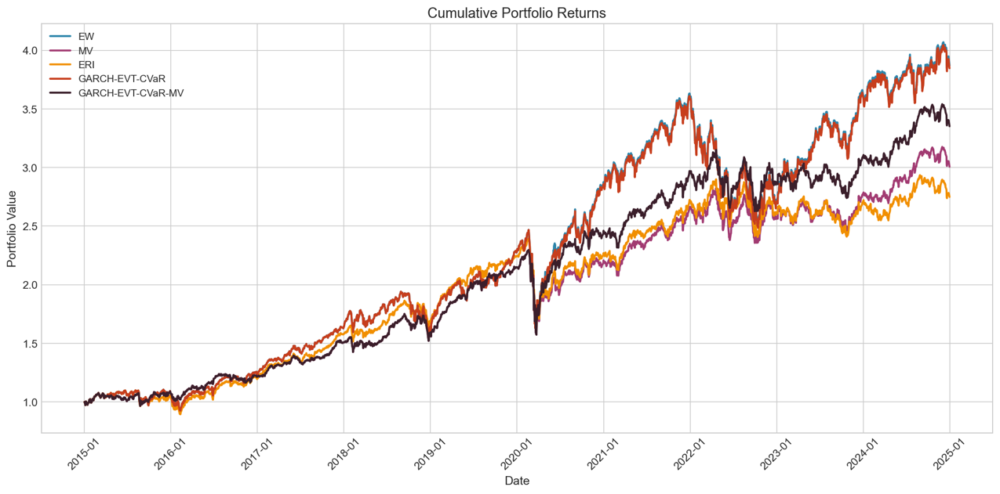 Cumulative Portfolio Returns
EW
MV
ERI
GARCH-EVT-CVaR
GARCH-EVT-CVaR-MV
4.0
3.5
3.0
2.5
2.0
1.5
1.0
Portfolio Value
2015-01
2016-01
2017-01
2018-01
2019-01
2020-01
2021-01
2022-01
2023-01
2024-01
2025-01
Date